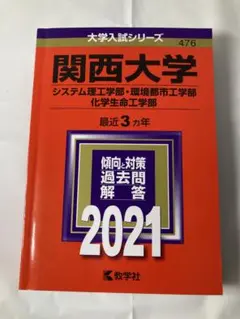 大学入試シリーズ
476
関西大学
システム理工学部・環境都市工学部
化学生命工学部
最近3カ年
傾向と対策
過去問
解答
2021
教学社